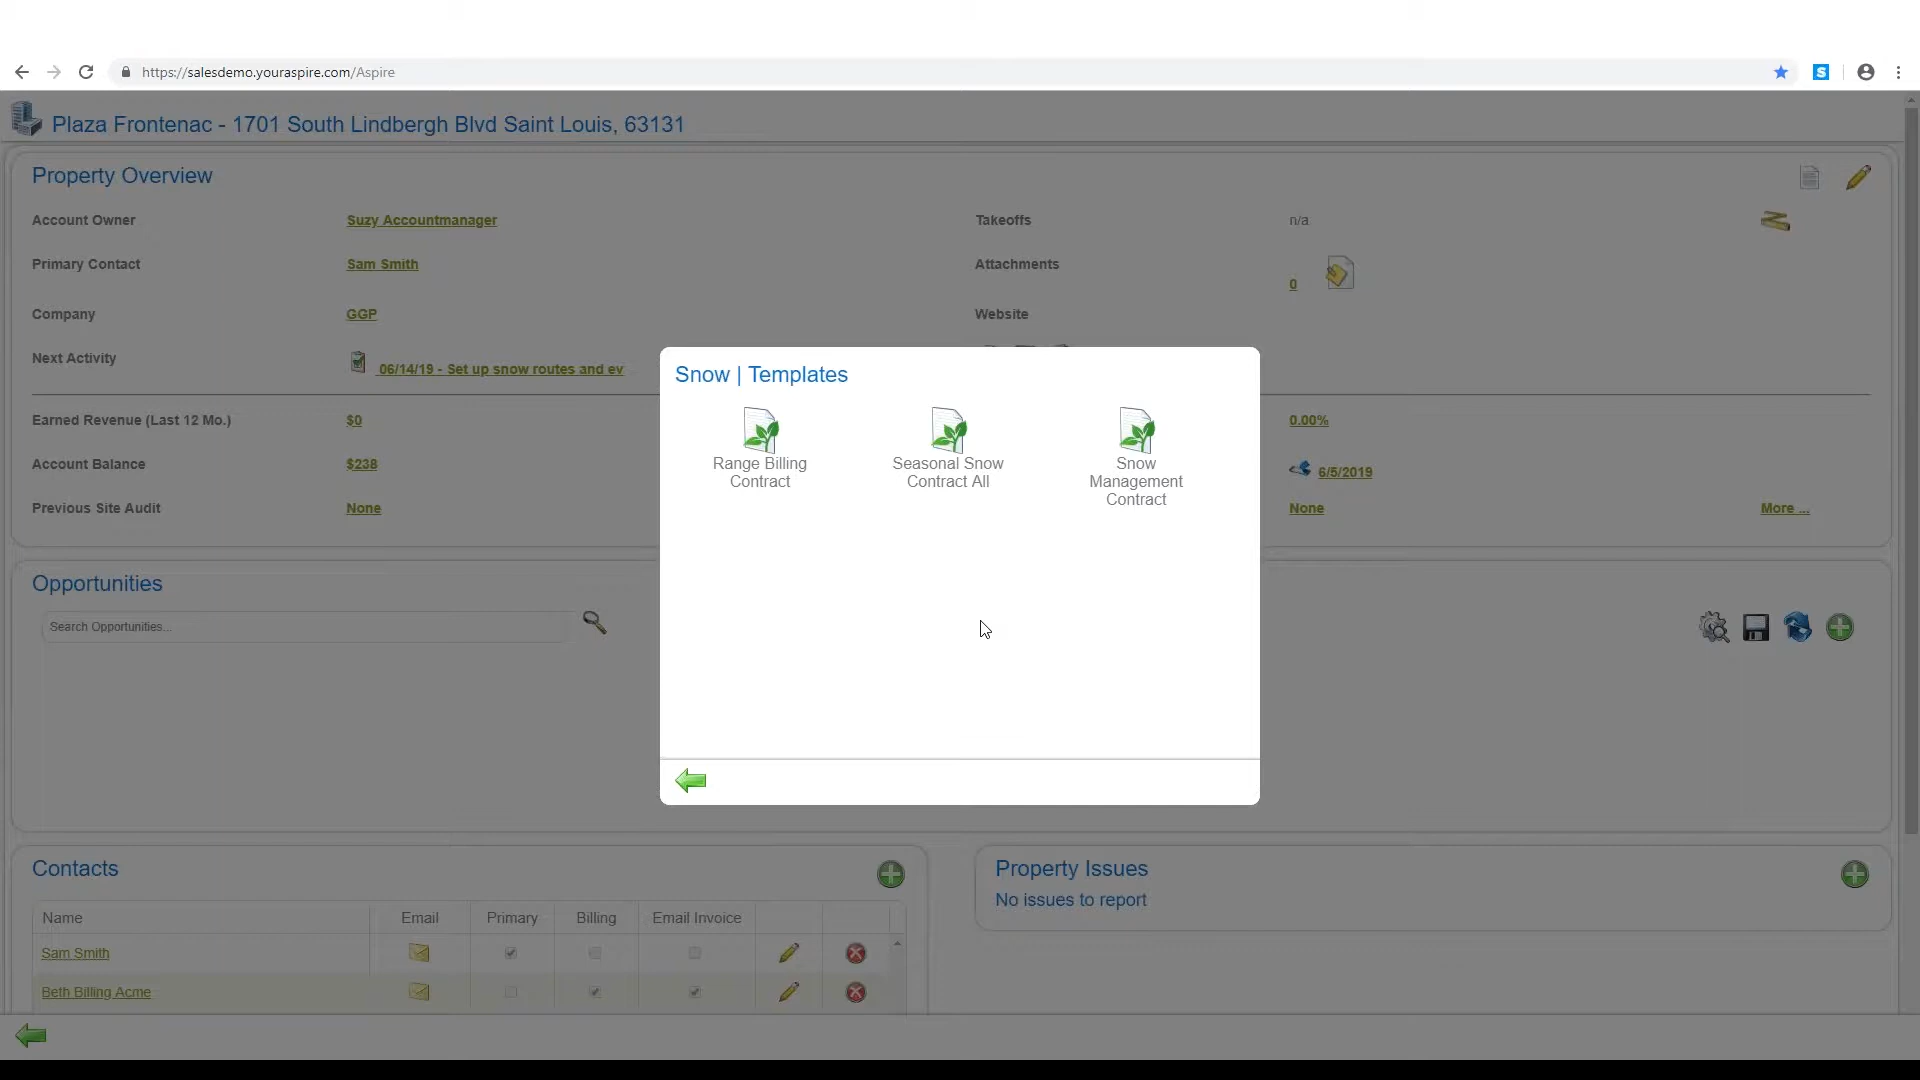 https://salesdemo.youraspire.com/Aspire
Plaza Frontenac - 1701 South Lindbergh Blvd Saint Louis, 63131
Property Overview
Account Owner Suzy Accountmanager Takeoffs n/a
Primary Contact Sam Smith Attachments 0
Company GGP Website
Next Activity 06/14/19 - Set up snow routes and ev
Snow | Templates
Range Billing
Contract
Seasonal Snow
Contract All
Snow
Management
Contract
Earned Revenue (Last 12 Mo.) $0 0.00%
Account Balance $238 6/5/2019
Previous Site Audit None None More ...
Opportunities
Search Opportunities...
Contacts
Name Email Primary Billing Email Invoice
Sam Smith
Beth Billing Acme
Property Issues
No issues to report